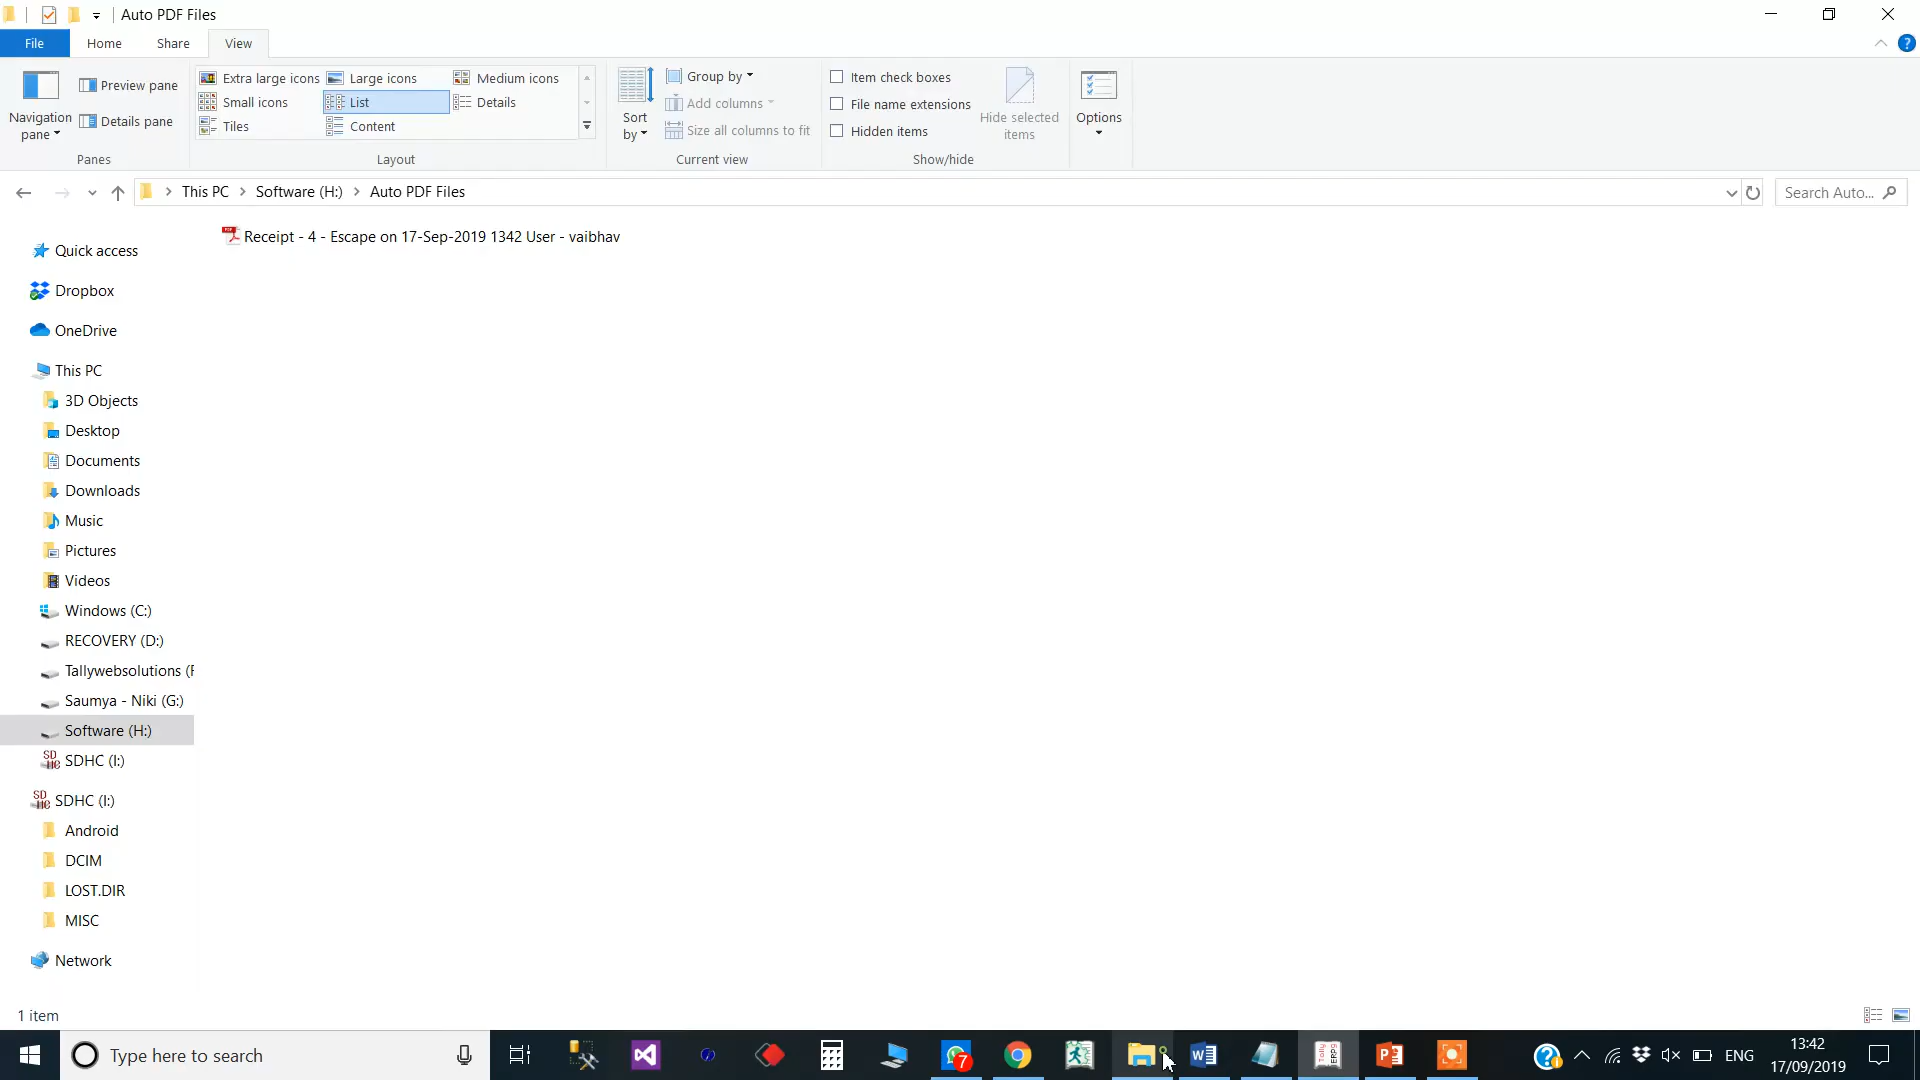 Auto PDF Files
File Home Share View
Navigation pane
Preview pane
Details pane
Panes
Extra large icons Large icons Medium icons
Small icons List Details
Tiles Content
Layout
Sort by
Group by
Add columns
Size all columns to fit
Current view
Item check boxes
File name extensions
Hidden items
Hide selected items
Show/hide
Options
This PC Software (H:) Auto PDF Files
Search Auto...
Receipt - 4 - Escape on 17-Sep-2019 1342 User - vaibhav
Quick access
Dropbox
OneDrive
This PC
3D Objects
Desktop
Documents
Downloads
Music
Pictures
Videos
Windows (C:)
RECOVERY (D:)
Tallywebsolutions (F
Saumya - Niki (G:)
Software (H:)
SDHC (I:)
SDHC (I:)
Android
DCIM
LOST.DIR
MISC
Network
1 item
Type here to search
7
ENG
13:42
17/09/2019